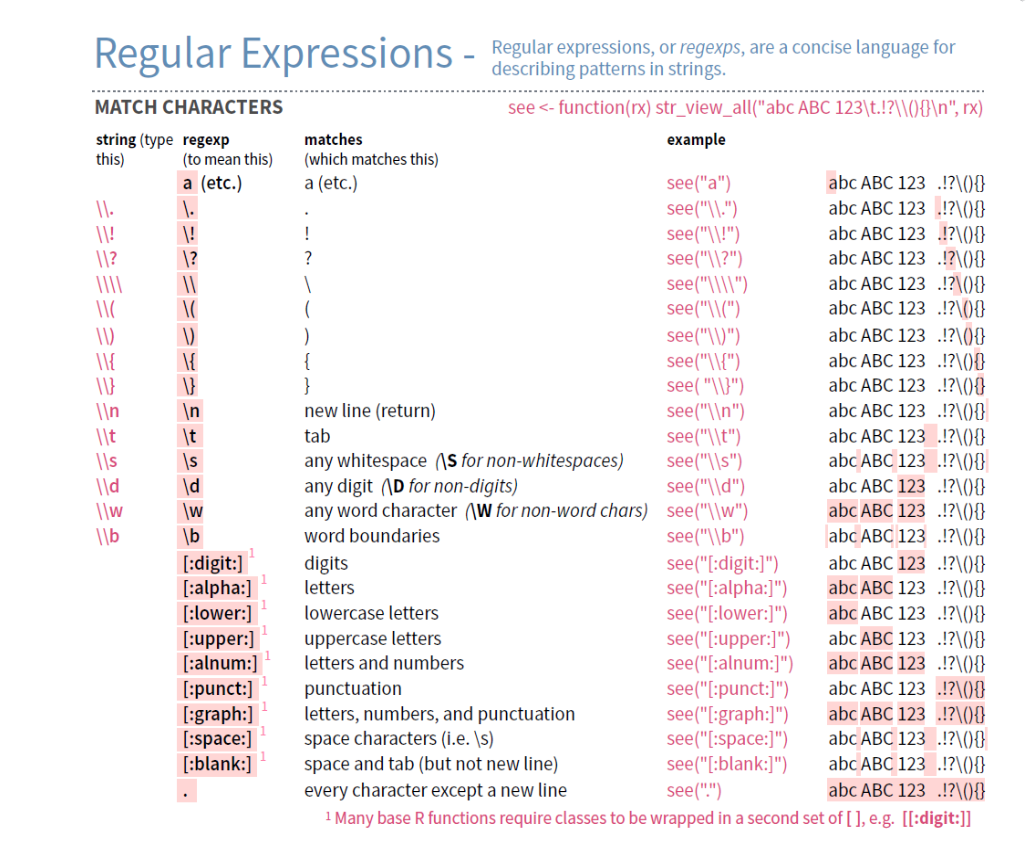 Regular Expressions - Regular expressions, or regexps, are a concise language for
describing patterns in strings.
MATCH CHARACTERS see <- function(rx) str_view_all("abc ABC 123\t.!?\\(){}\n", rx)
string (type regexp matches example
this) (to mean this) (which matches this)
a (etc.) a (etc.) see("a") abc ABC 123 .!?\(){}
\\. \. . see("\\.") abc ABC 123 .!?\(){}
\\! \! ! see("\\!") abc ABC 123 .!?\(){}
\\? \? ? see("\\?") abc ABC 123 .!?\(){}
\\\\ \\ \ see("\\\\") abc ABC 123 .!?\(){}
\\( \( ( see("\\(") abc ABC 123 .!?\(){}
\\) \) ) see("\\)") abc ABC 123 .!?\(){}
\\{ \{ { see("\\{") abc ABC 123 .!?\(){}
\\} \} } see( "\\}") abc ABC 123 .!?\(){}
\\n \n new line (return) see("\\n") abc ABC 123 .!?\(){}
\\t \t tab see("\\t") abc ABC 123 .!?\(){}
\\s \s any whitespace (\S for non-whitespaces) see("\\s") abc ABC 123 .!?\(){}
\\d \d any digit (\D for non-digits) see("\\d") abc ABC 123 .!?\(){}
\\w \w any word character (\W for non-word chars) see("\\w") abc ABC 123 .!?\(){}
\\b \b word boundaries see("\\b") abc ABC 123 .!?\(){}
[:digit:] 1 digits see("[:digit:]") abc ABC 123 .!?\(){}
[:alpha:] 1 letters see("[:alpha:]") abc ABC 123 .!?\(){}
[:lower:] 1 lowercase letters see("[:lower:]") abc ABC 123 .!?\(){}
[:upper:] 1 uppercase letters see("[:upper:]") abc ABC 123 .!?\(){}
[:alnum:] 1 letters and numbers see("[:alnum:]") abc ABC 123 .!?\(){}
[:punct:] 1 punctuation see("[:punct:]") abc ABC 123 .!?\(){}
[:graph:] 1 letters, numbers, and punctuation see("[:graph:]") abc ABC 123 .!?\(){}
[:space:] 1 space characters (i.e. \s) see("[:space:]") abc ABC 123 .!?\(){}
[:blank:] 1 space and tab (but not new line) see("[:blank:]") abc ABC 123 .!?\(){}
. every character except a new line see(".") abc ABC 123 .!?\(){}
1 Many base R functions require classes to be wrapped in a second set of [ ], e.g. [[:digit:]]